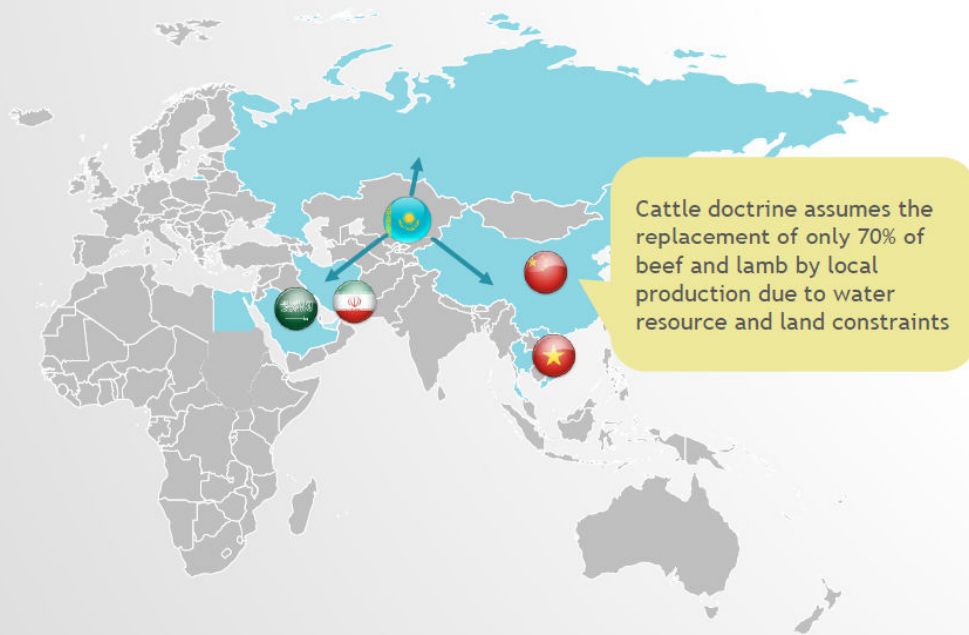 Cattle doctrine assumes the
replacement of only 70% of
beef and lamb by local
production due to water
resource and land constraints